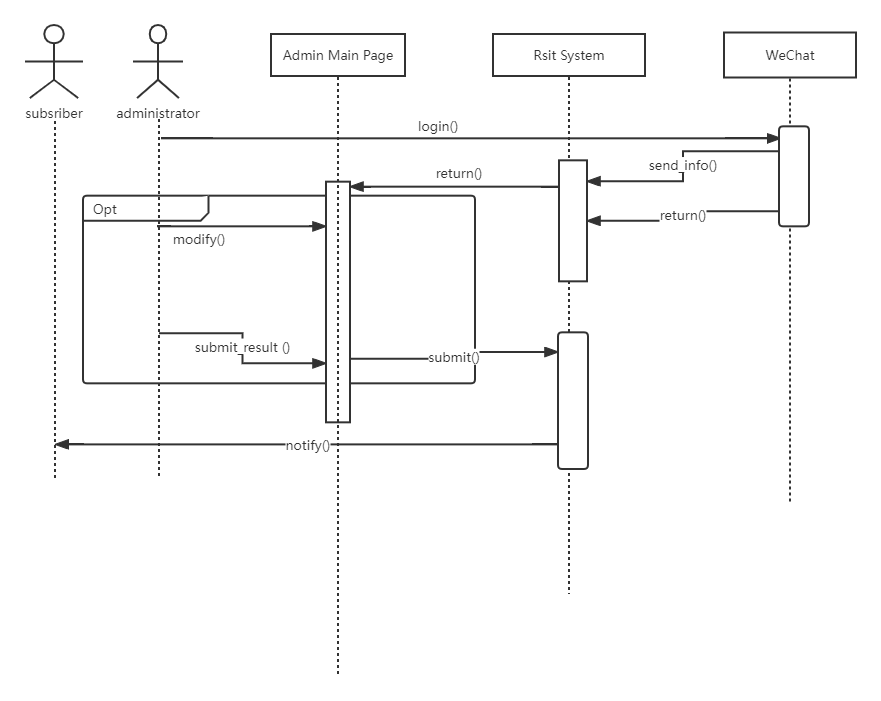 Admin Main Page
Rsit System
WeChat
subsriber
administrator
login()
send_info()
return()
return()
Opt
modify()
submit_result ()
submit()
notify()